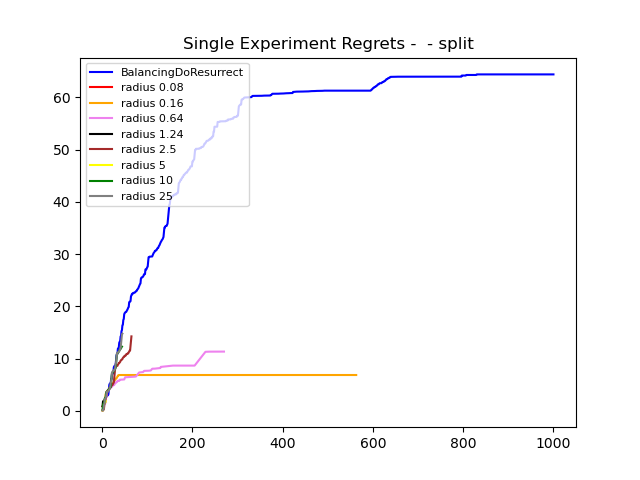 Single Experiment Regrets -  - split
BalancingDoResurrect
radius 0.08
radius 0.16
radius 0.64
radius 1.24
radius 2.5
radius 5
radius 10
radius 25
60
50
40
30
20
10
0
0 200 400 600 800 1000